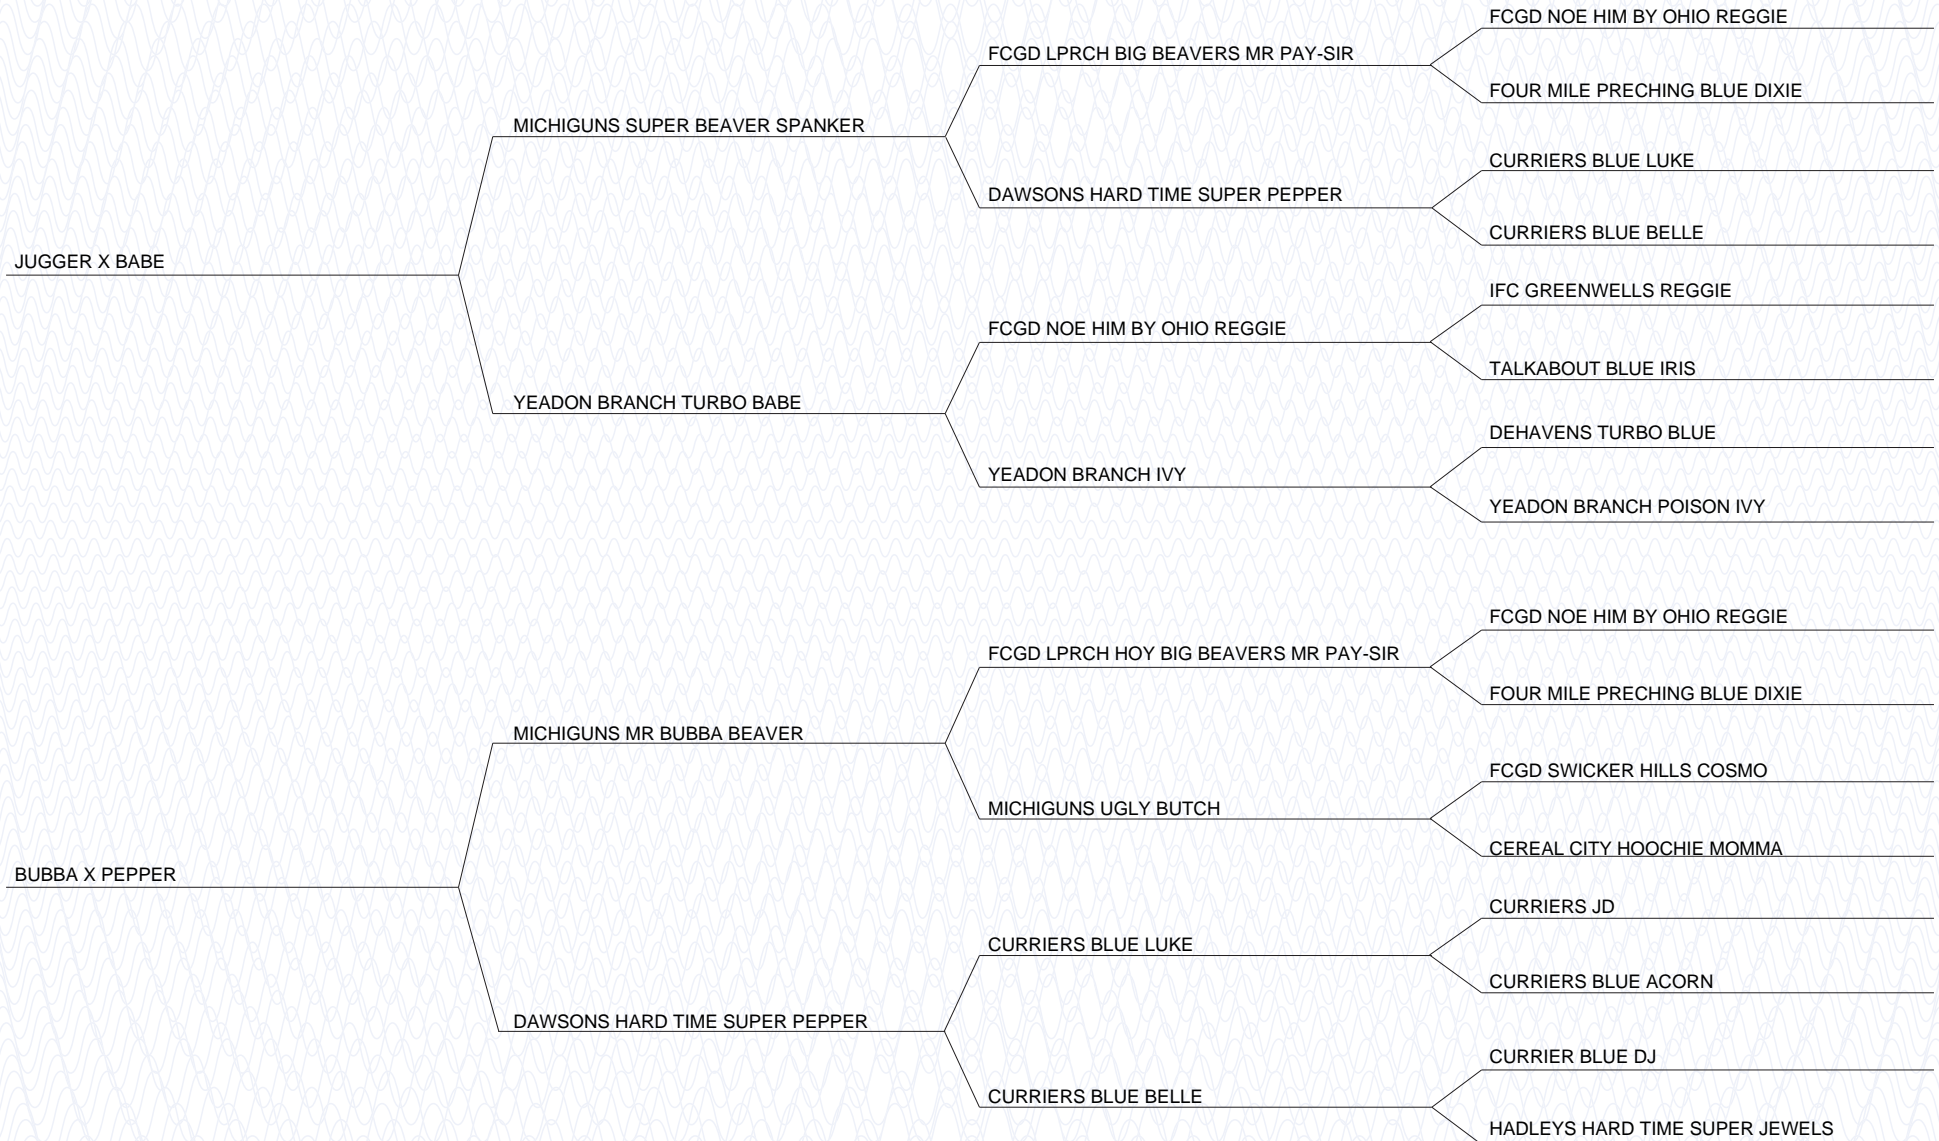 FCGD NOE HIM BY OHIO REGGIE
FCGD LPRCH BIG BEAVERS MR PAY-SIR
FOUR MILE PRECHING BLUE DIXIE
MICHIGUNS SUPER BEAVER SPANKER
CURRIERS BLUE LUKE
DAWSONS HARD TIME SUPER PEPPER
CURRIERS BLUE BELLE
JUGGER X BABE
IFC GREENWELLS REGGIE
FCGD NOE HIM BY OHIO REGGIE
TALKABOUT BLUE IRIS
YEADON BRANCH TURBO BABE
DEHAVENS TURBO BLUE
YEADON BRANCH IVY
YEADON BRANCH POISON IVY
FCGD NOE HIM BY OHIO REGGIE
FCGD LPRCH HOY BIG BEAVERS MR PAY-SIR
FOUR MILE PRECHING BLUE DIXIE
MICHIGUNS MR BUBBA BEAVER
FCGD SWICKER HILLS COSMO
MICHIGUNS UGLY BUTCH
CEREAL CITY HOOCHIE MOMMA
BUBBA X PEPPER
CURRIERS JD
CURRIERS BLUE LUKE
CURRIERS BLUE ACORN
DAWSONS HARD TIME SUPER PEPPER
CURRIER BLUE DJ
CURRIERS BLUE BELLE
HADLEYS HARD TIME SUPER JEWELS